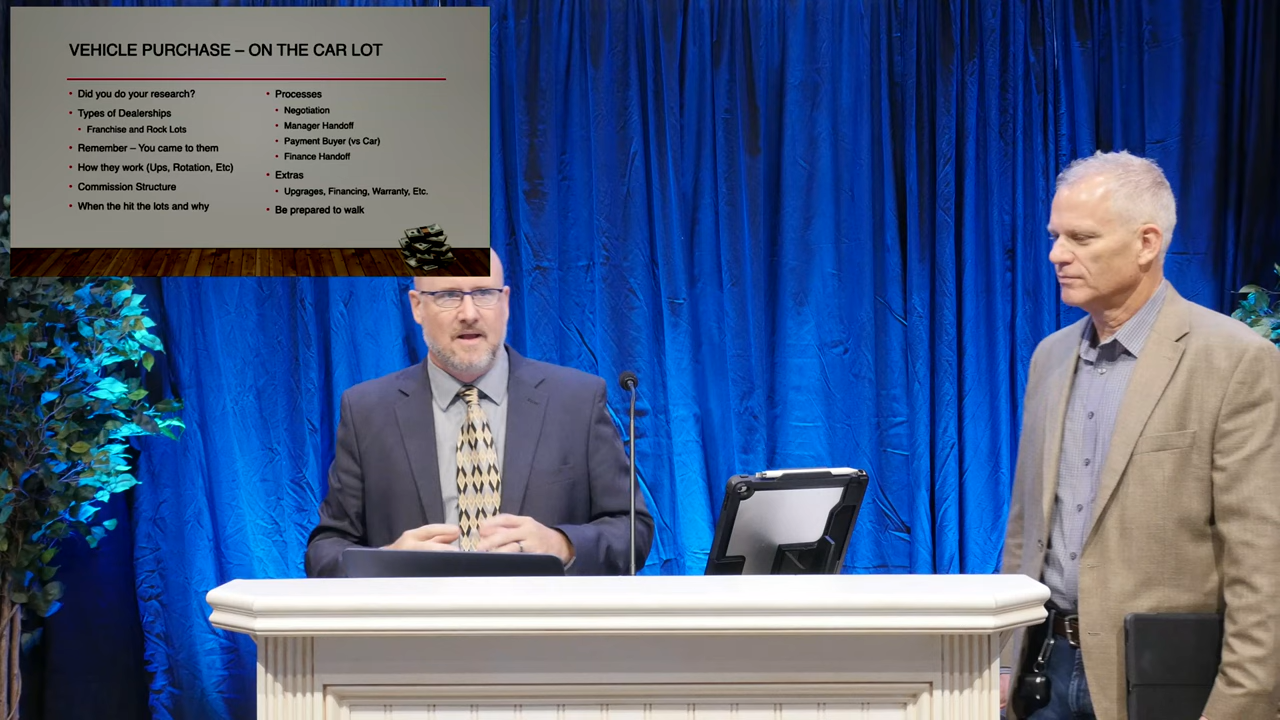 VEHICLE PURCHASE – ON THE CAR LOT
• Did you do your research?
• Types of Dealerships
• Franchise and Rock Lots
• Remember – You came to them
• How they work (Ups, Rotation, Etc)
• Commission Structure
• When the hit the lots and why
• Processes
• Negotiation
• Manager Handoff
• Payment Buyer (vs Car)
• Finance Handoff
• Extras
• Upgrages, Financing, Warranty, Etc.
• Be prepared to walk